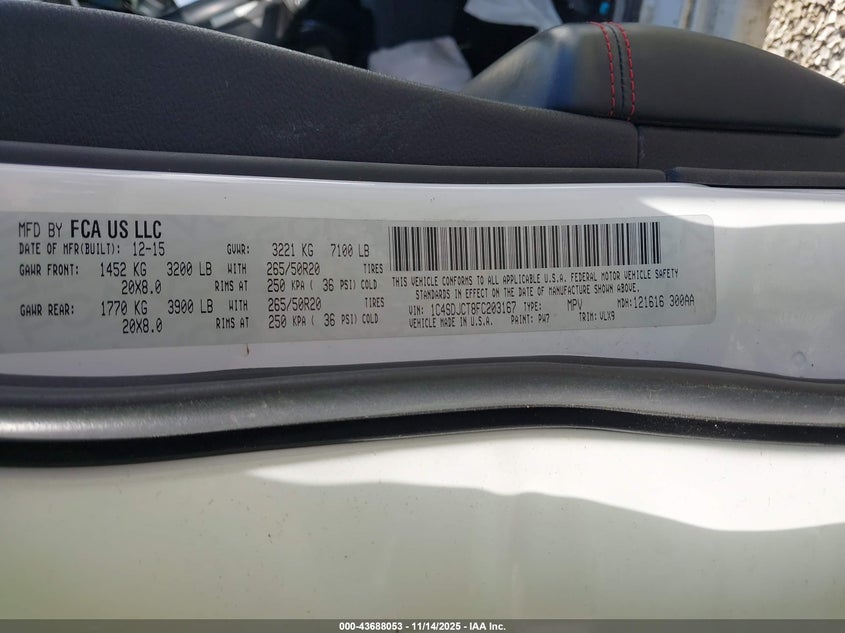 MFD BY FCA US LLC
DATE OF MFR(BUILT): 12-15 GVWR: 3221 KG 7100 LB
GAWR FRONT: 1452 KG 3200 LB WITH 265/50R20 TIRES
20X8.0 RIMS AT 250 KPA ( 36 PSI) COLD
GAWR REAR: 1770 KG 3900 LB WITH 265/50R20 TIRES
20X8.0 RIMS AT 250 KPA ( 36 PSI) COLD
THIS VEHICLE CONFORMS TO ALL APPLICABLE U.S.A. FEDERAL MOTOR VEHICLE SAFETY
STANDARDS IN EFFECT ON THE DATE OF MANUFACTURE SHOWN ABOVE.
VIN: 1C4SDJCT8FC203167 TYPE: MPV MDH: 121616 300AA
VEHICLE MADE IN U.S.A. PAINT: PW7 TRIM: VLX9
000-43688053 | 11/14/2025 - IAA Inc.